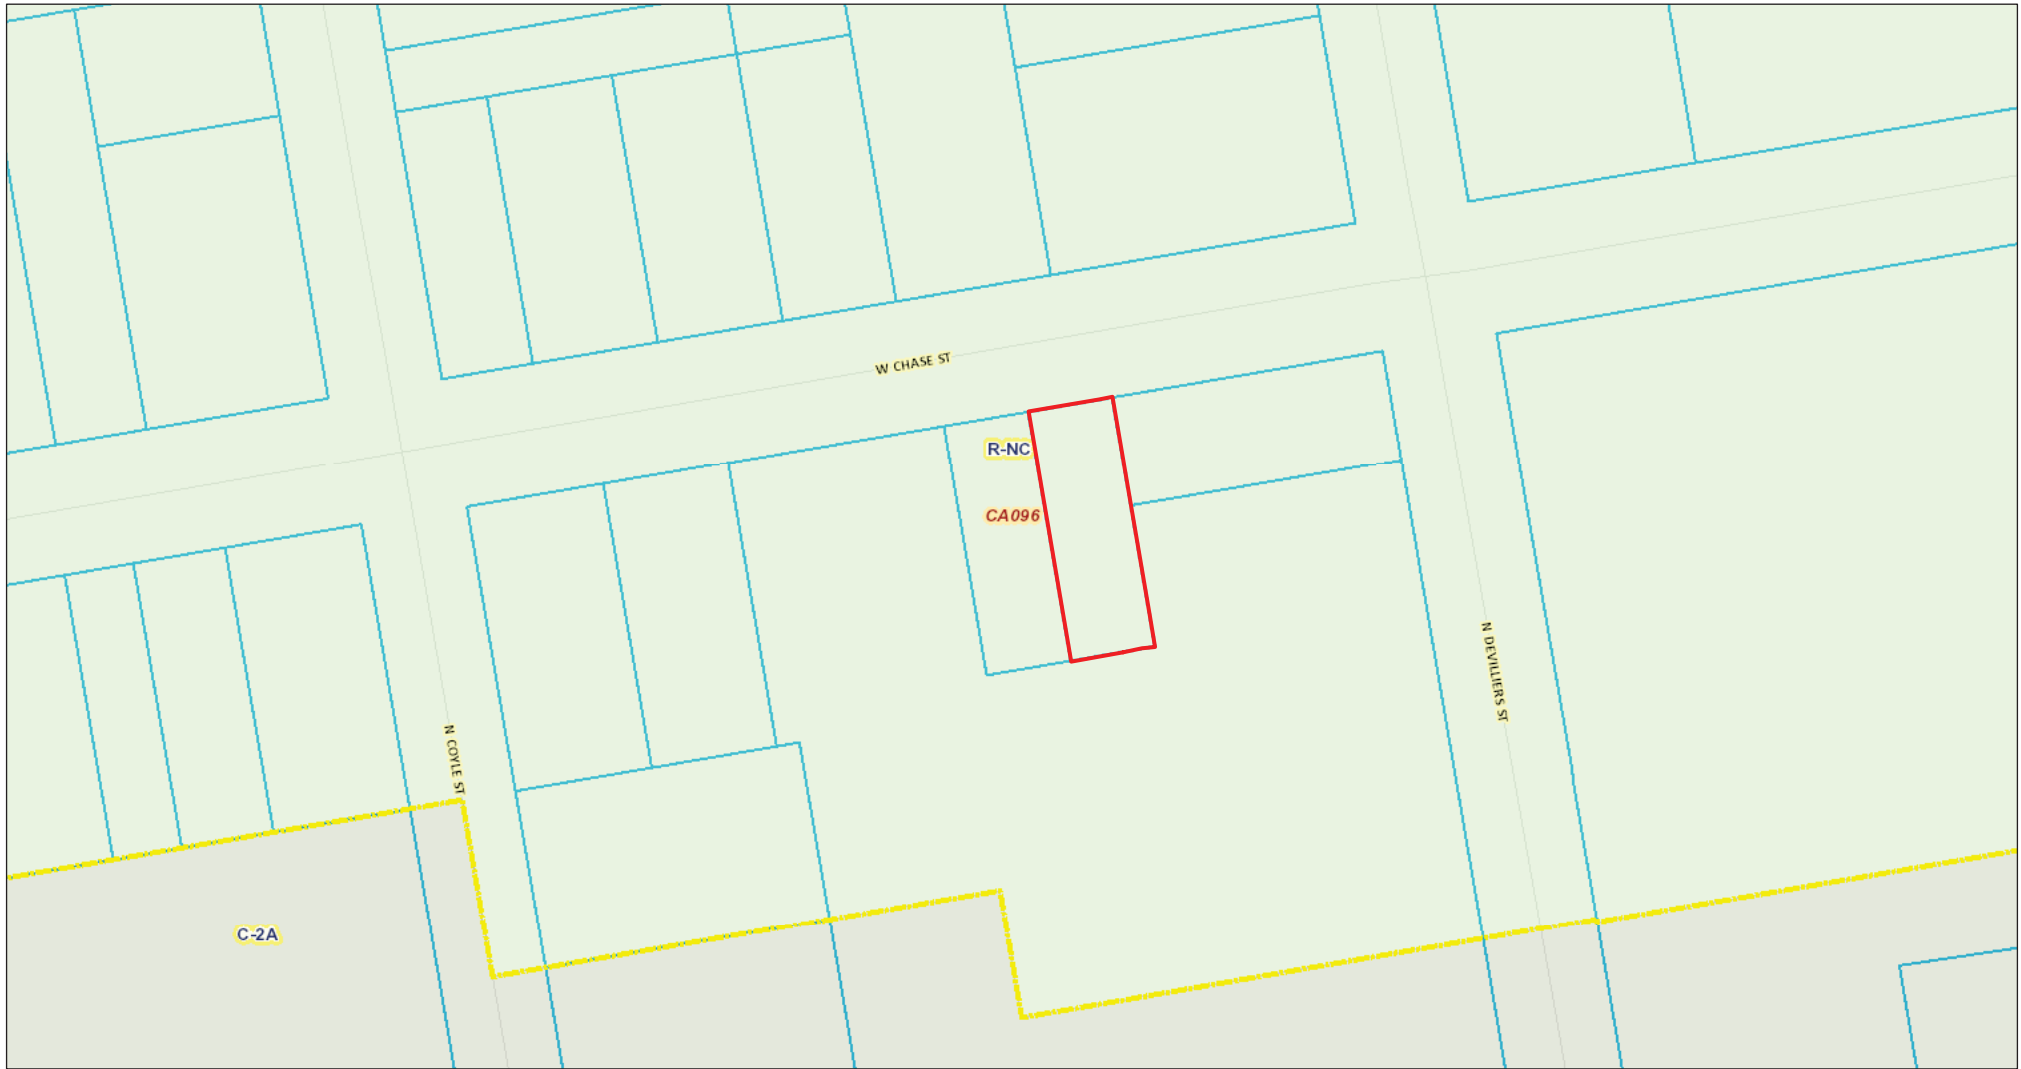 W CHASE ST
R-NC
CA096
N DEVILLIERS ST
N COYLE ST
C-2A